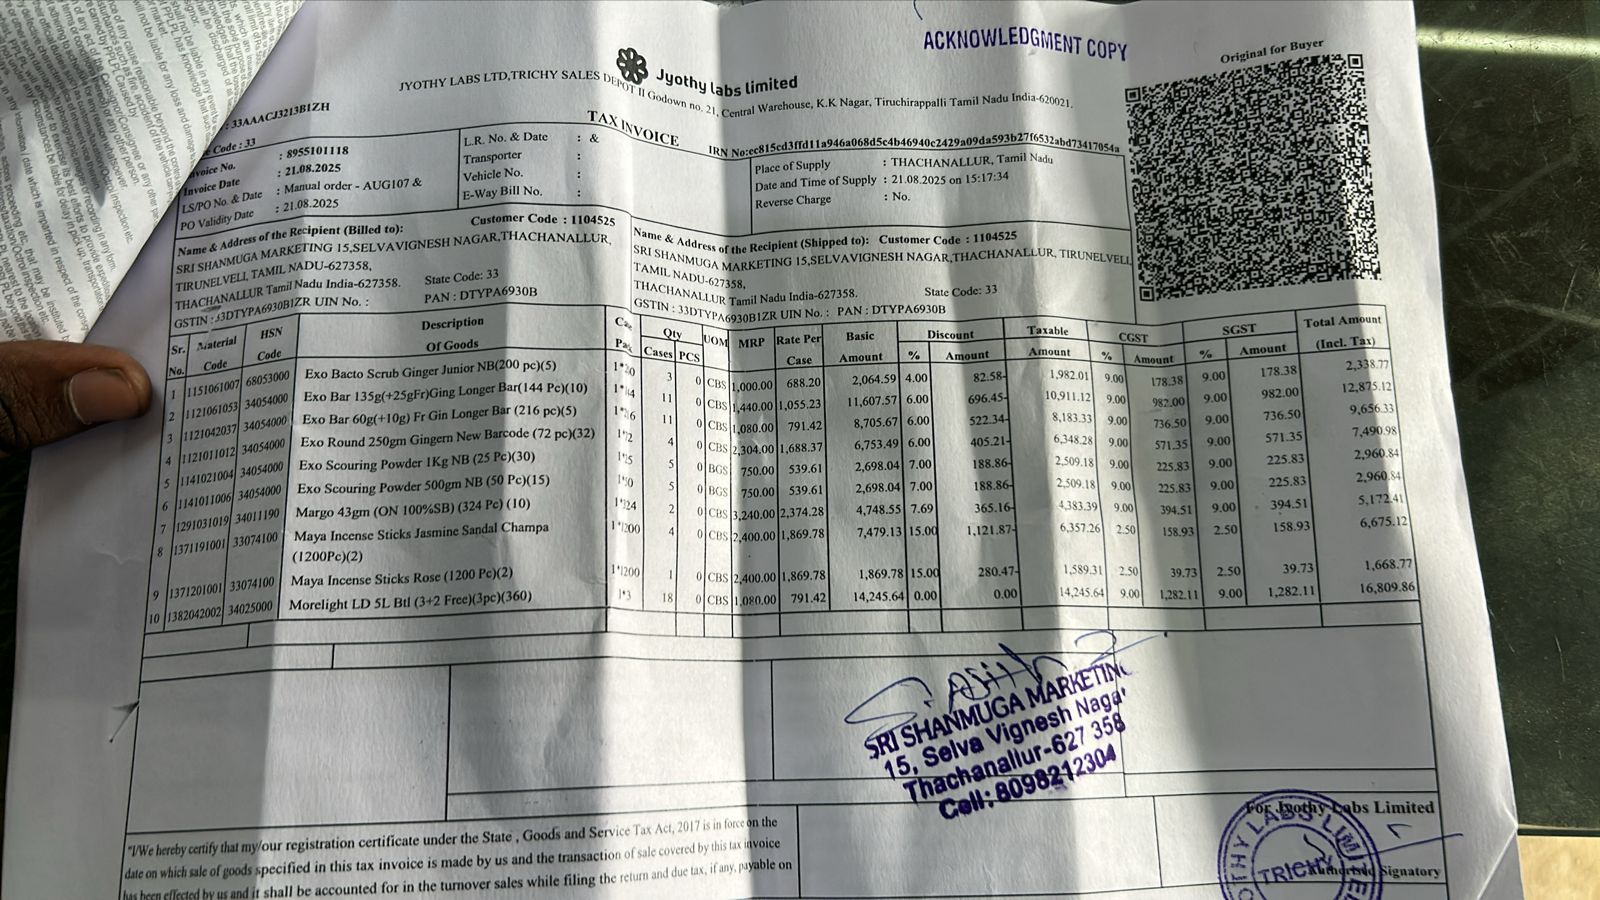 ACKNOWLEDGMENT COPY
Original for Buyer
Jyothy Labs Limited
JYOTHY LABS LTD,TRICHY SALES DEPOT II Godown no. 21, Central Warehouse, K.K Nagar, Tiruchirappalli Tamil Nadu India-620021.
: 33AAACJ3213B1ZH
TAX INVOICE
IRN No:ec815cd3ffd11a946a068d5c4b46940c2429a09da593b27f6532abd73417054a
Code : 33
Invoice No. : 8955101118
Invoice Date : 21.08.2025
LS/PO No. & Date : Manual order - AUG107 &
PO Validity Date : 21.08.2025
L.R. No. & Date : &
Transporter :
Vehicle No. :
E-Way Bill No. :
Place of Supply : THACHANALLUR, Tamil Nadu
Date and Time of Supply : 21.08.2025 on 15:17:34
Reverse Charge : No.
Name & Address of the Recipient (Billed to): Customer Code : 1104525
SRI SHANMUGA MARKETING 15,SELVAVIGNESH NAGAR,THACHANALLUR,
TIRUNELVELL TAMIL NADU-627358,
THACHANALLUR Tamil Nadu India-627358. State Code: 33
GSTIN : 33DTYPA6930B1ZR UIN No. : PAN : DTYPA6930B
Name & Address of the Recipient (Shipped to): Customer Code : 1104525
SRI SHANMUGA MARKETING 15,SELVAVIGNESH NAGAR,THACHANALLUR, TIRUNELVELL
TAMIL NADU-627358,
THACHANALLUR Tamil Nadu India-627358. State Code: 33
GSTIN : 33DTYPA6930B1ZR UIN No. : PAN : DTYPA6930B
Sr. No. Material Code HSN Code Description Of Goods Qty Cases PCS UOM MRP Rate Per Case Basic Amount Discount % Amount Taxable Amount CGST % Amount SGST % Amount Total Amount (Incl. Tax)
1 1151061007 68053000 Exo Bacto Scrub Ginger Junior NB(200 pc)(5) 3 0 CBS 1,000.00 688.20 2,064.59 4.00 82.58- 1,982.01 9.00 178.38 9.00 178.38 2,338.77
2 1121061053 34054000 Exo Bar 135g(+25gFr)Ging Longer Bar(144 Pc)(10) 11 0 CBS 1,440.00 1,055.23 11,607.57 6.00 696.45- 10,911.12 9.00 982.00 9.00 982.00 12,875.12
3 1121042037 34054000 Exo Bar 60g(+10g) Fr Gin Longer Bar (216 pc)(5) 11 0 CBS 1,080.00 791.42 8,705.67 6.00 522.34- 8,183.33 9.00 736.50 9.00 736.50 9,656.33
4 1121011012 34054000 Exo Round 250gm Gingern New Barcode (72 pc)(32) 4 0 CBS 2,304.00 1,688.37 6,753.49 6.00 405.21- 6,348.28 9.00 571.35 9.00 571.35 7,490.98
5 1141021004 34054000 Exo Scouring Powder 1Kg NB (25 Pc)(30) 5 0 BGS 750.00 539.61 2,698.04 7.00 188.86- 2,509.18 9.00 225.83 9.00 225.83 2,960.84
6 1141011006 34054000 Exo Scouring Powder 500gm NB (50 Pc)(15) 5 0 BGS 750.00 539.61 2,698.04 7.00 188.86- 2,509.18 9.00 225.83 9.00 225.83 2,960.84
7 1291031019 34011190 Margo 43gm (ON 100%SB) (324 Pc) (10) 2 0 CBS 3,240.00 2,374.28 4,748.55 7.69 365.16- 4,383.39 9.00 394.51 9.00 394.51 5,172.41
8 1371191001 33074100 Maya Incense Sticks Jasmine Sandal Champa 1*1200 4 0 CBS 2,400.00 1,869.78 7,479.13 15.00 1,121.87- 6,357.26 2.50 158.93 2.50 158.93 6,675.12
(1200Pc)(2)
9 1371201001 33074100 Maya Incense Sticks Rose (1200 Pc)(2) 1*1200 1 0 CBS 2,400.00 1,869.78 1,869.78 15.00 280.47- 1,589.31 2.50 39.73 2.50 39.73 1,668.77
10 1382042002 34025000 Morelight LD 5L Btl (3+2 Free)(3pc)(360) 1*3 18 0 CBS 1,080.00 791.42 14,245.64 0.00 0.00 14,245.64 9.00 1,282.11 9.00 1,282.11 16,809.86
SRI SHANMUGA MARKETING
15, Selva Vignesh Naga
Thachanallur-627 358
Cell: 8098212304
"I/We hereby certify that my/our registration certificate under the State , Goods and Service Tax Act, 2017 is in force on the
date on which sale of goods specified in this tax invoice is made by us and the transaction of sale covered by this tax invoice
has been effected by us and it shall be accounted for in the turnover sales while filing the return and due tax, if any, payable on
For Jyothy Labs Limited
TRICHY
Authorised Signatory